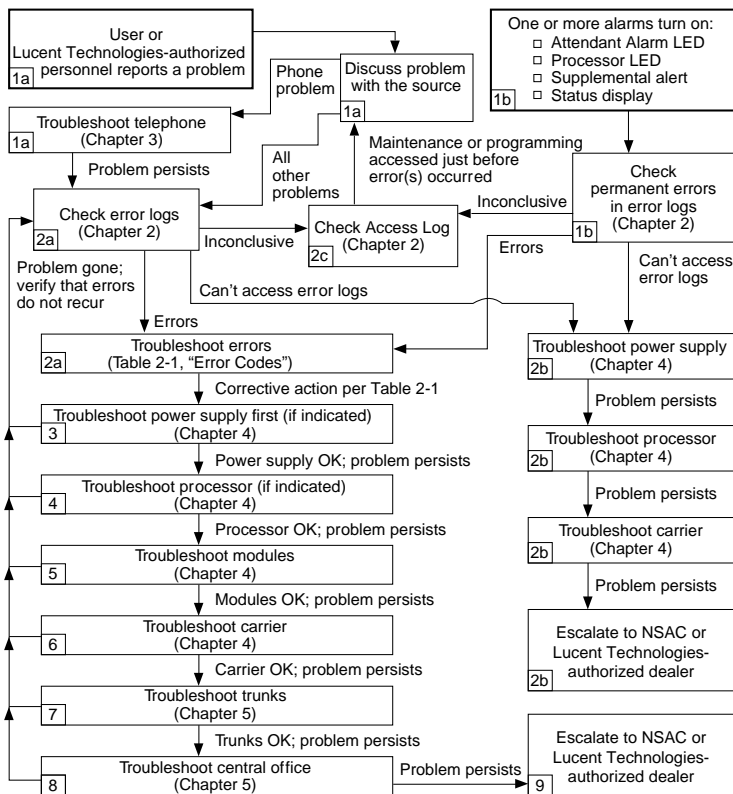 User or
Lucent Technologies-authorized
personnel reports a problem
1a
One or more alarms turn on:
□ Attendant Alarm LED
□ Processor LED
□ Supplemental alert
□ Status display
1b
Phone
problem
Discuss problem
with the source
1a
Troubleshoot telephone
(Chapter 3)
1a
Problem persists
All
other
problems
Maintenance or programming
accessed just before
error(s) occurred
Check
permanent errors
in error logs
(Chapter 2)
1b
Check error logs
(Chapter 2)
2a
Inconclusive
Check Access Log
(Chapter 2)
2c
Inconclusive
Errors
Problem gone;
verify that errors
do not recur
Can't access error logs
Can't access
error logs
Errors
Troubleshoot errors
(Table 2-1, “Error Codes”)
2a
Troubleshoot power supply
(Chapter 4)
2b
Corrective action per Table 2-1
Problem persists
Troubleshoot power supply first (if indicated)
(Chapter 4)
3
Troubleshoot processor
(Chapter 4)
2b
Power supply OK; problem persists
Problem persists
Troubleshoot processor (if indicated)
(Chapter 4)
4
Troubleshoot carrier
(Chapter 4)
2b
Processor OK; problem persists
Problem persists
Troubleshoot modules
(Chapter 4)
5
Modules OK; problem persists
Escalate to NSAC or
Lucent Technologies-
authorized dealer
2b
Troubleshoot carrier
(Chapter 4)
6
Carrier OK; problem persists
Troubleshoot trunks
(Chapter 5)
7
Trunks OK; problem persists
Troubleshoot central office
(Chapter 5)
8
Problem persists
Escalate to NSAC or
Lucent Technologies-
authorized dealer
9